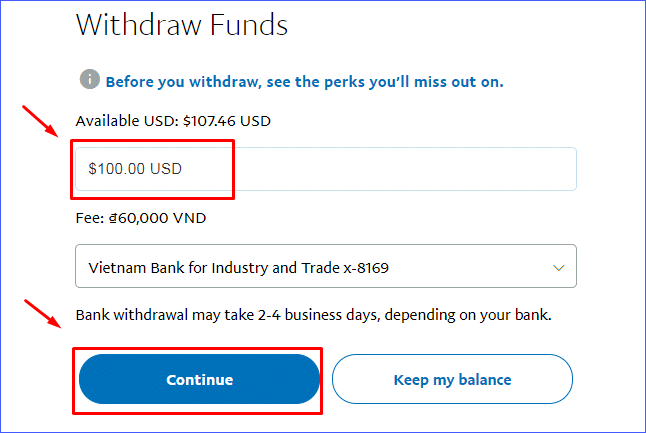 Withdraw Funds
Before you withdraw, see the perks you'll miss out on.
Available USD: $107.46 USD
$100.00 USD
Fee: ₫60,000 VND
Vietnam Bank for Industry and Trade x-8169
Bank withdrawal may take 2-4 business days, depending on your bank.
Continue
Keep my balance